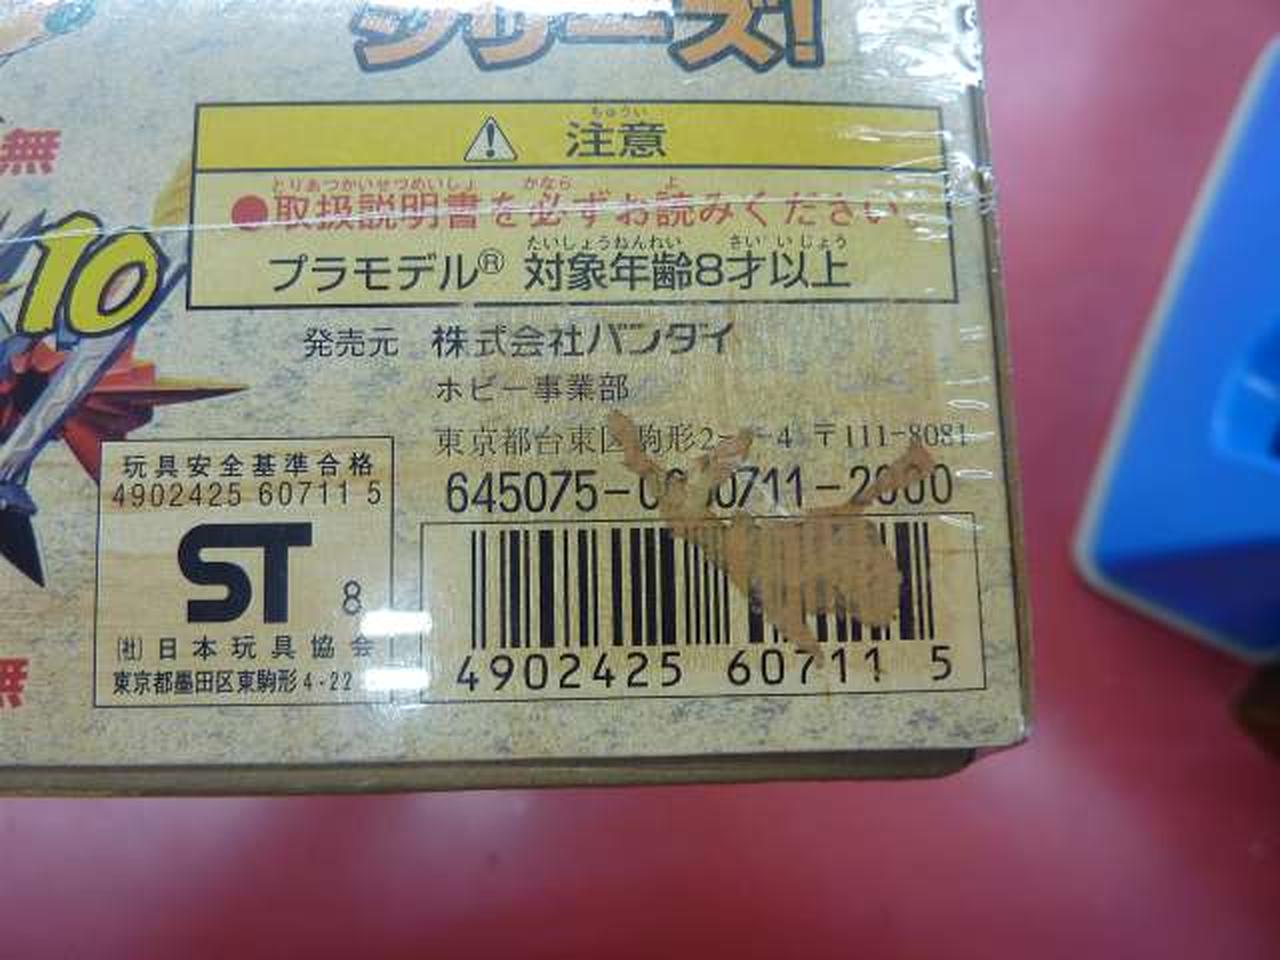 シリーズ!
無
ちゅうい
注意
とりあつかいせつめいしょ かなら よ
●取扱説明書を必ずお読みください。
たいしょうねんれい さい いじょう
プラモデル® 対象年齢8才以上
10
発売元 株式会社バンダイ
ホビー事業部
東京都台東区駒形2 4 〒111-8081
645075- 0711-2000
玩具安全基準合格
4902425 60711 5
ST 8
(社)日本玩具協会
東京都墨田区東駒形4-22
4902425 60711 5
無